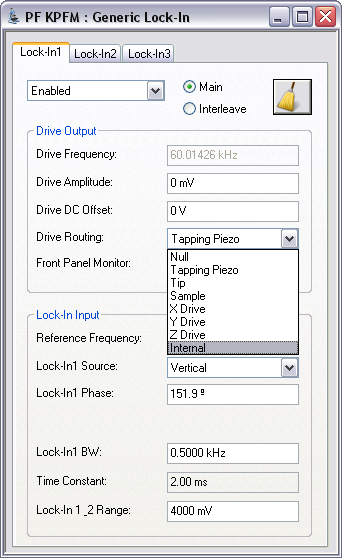 PF KPFM : Generic Lock-In
Lock-In1 Lock-In2 Lock-In3
Enabled
Main
Interleave
Drive Output
Drive Frequency: 60.01426 kHz
Drive Amplitude: 0 mV
Drive DC Offset: 0 V
Drive Routing: Tapping Piezo
Front Panel Monitor:
Null
Tapping Piezo
Tip
Sample
X Drive
Y Drive
Z Drive
Internal
Lock-In Input
Reference Frequency:
Lock-In1 Source: Vertical
Lock-In1 Phase: 151.9 º
Lock-In1 BW: 0.5000 kHz
Time Constant: 2.00 ms
Lock-In 1 _2 Range: 4000 mV